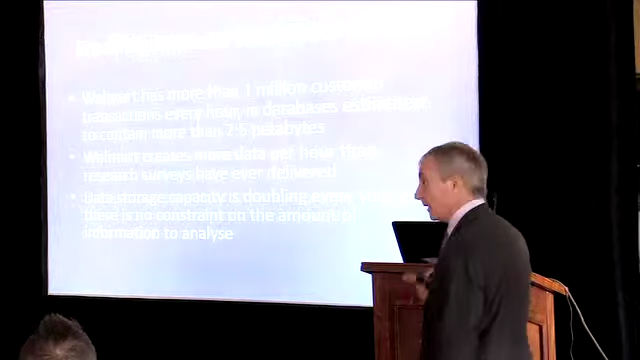 • Walmart has more than 1 million customer
transactions every hour, in databases estimated
to contain more than 2.5 petabytes
• Walmart creates more data per hour than
research surveys have ever delivered
• Data storage capacity is doubling every
there is no constraint on the amount of
information to analyse